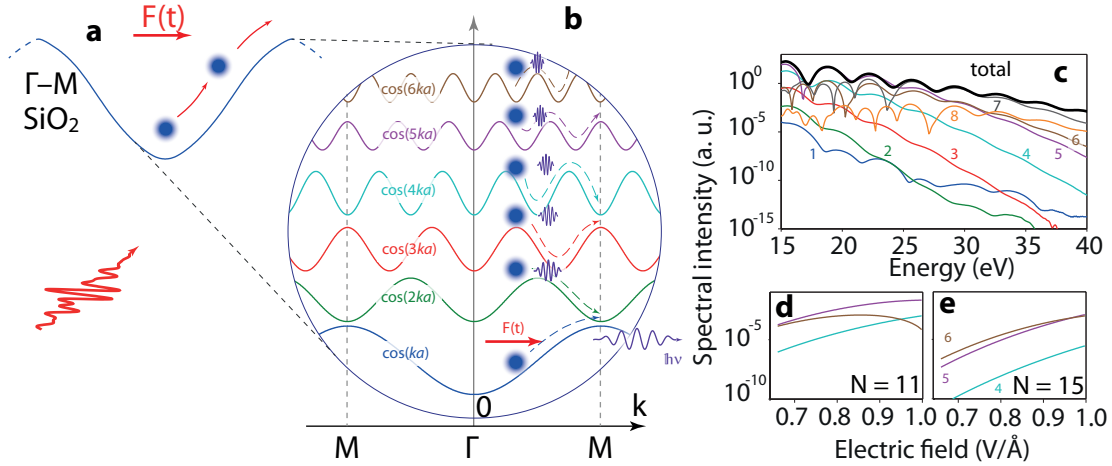 a
F(t)
Γ–M
SiO2
b
cos(6ka)
cos(5ka)
cos(4ka)
cos(3ka)
cos(2ka)
F(t)
cos(ka)
hν
0
k
M
Γ
M
Spectral intensity (a. u.)
10^0
10^-5
10^-10
10^-15
total
c
7
8
6
5
4
3
2
1
15
20
25
30
35
40
Energy (eV)
10^-5
10^-10
d
N = 11
0.7
0.8
0.9
1.0
e
6
5
4
N = 15
0.7
0.8
0.9
1.0
Electric field (V/Å)